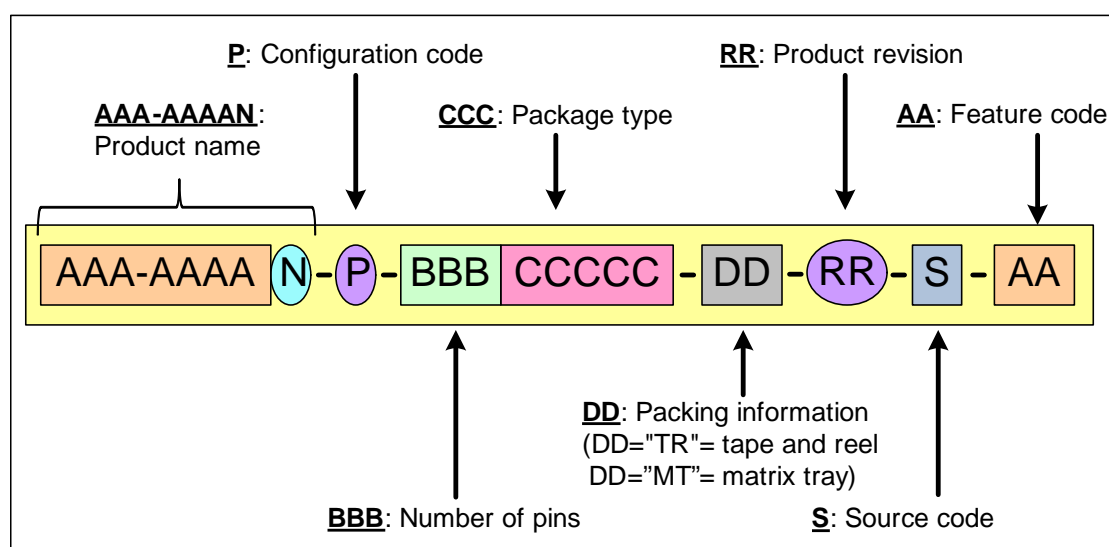 P: Configuration code
RR: Product revision
AAA-AAAAN:
Product name
CCC: Package type
AA: Feature code
AAA-AAAA N - P - BBB CCCCC - DD - RR - S - AA
DD: Packing information
(DD="TR"= tape and reel
DD=”MT”= matrix tray)
BBB: Number of pins
S: Source code